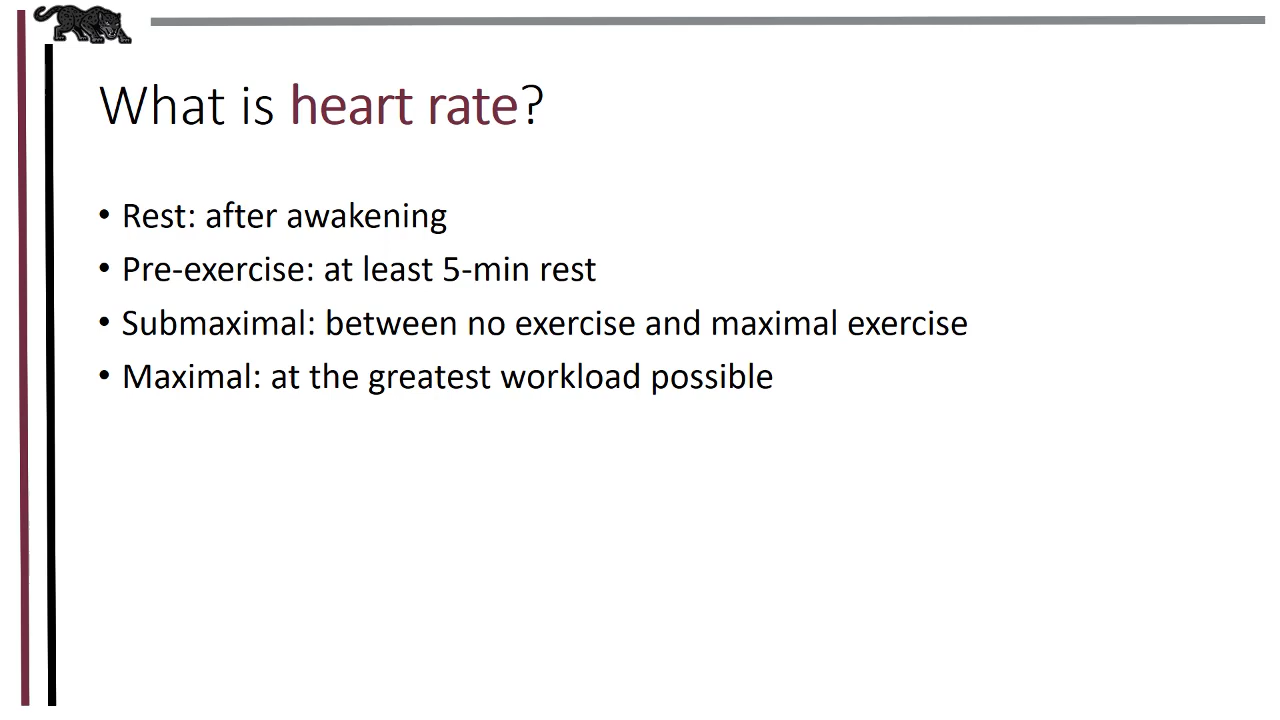 What is heart rate?
• Rest: after awakening
• Pre-exercise: at least 5-min rest
• Submaximal: between no exercise and maximal exercise
• Maximal: at the greatest workload possible